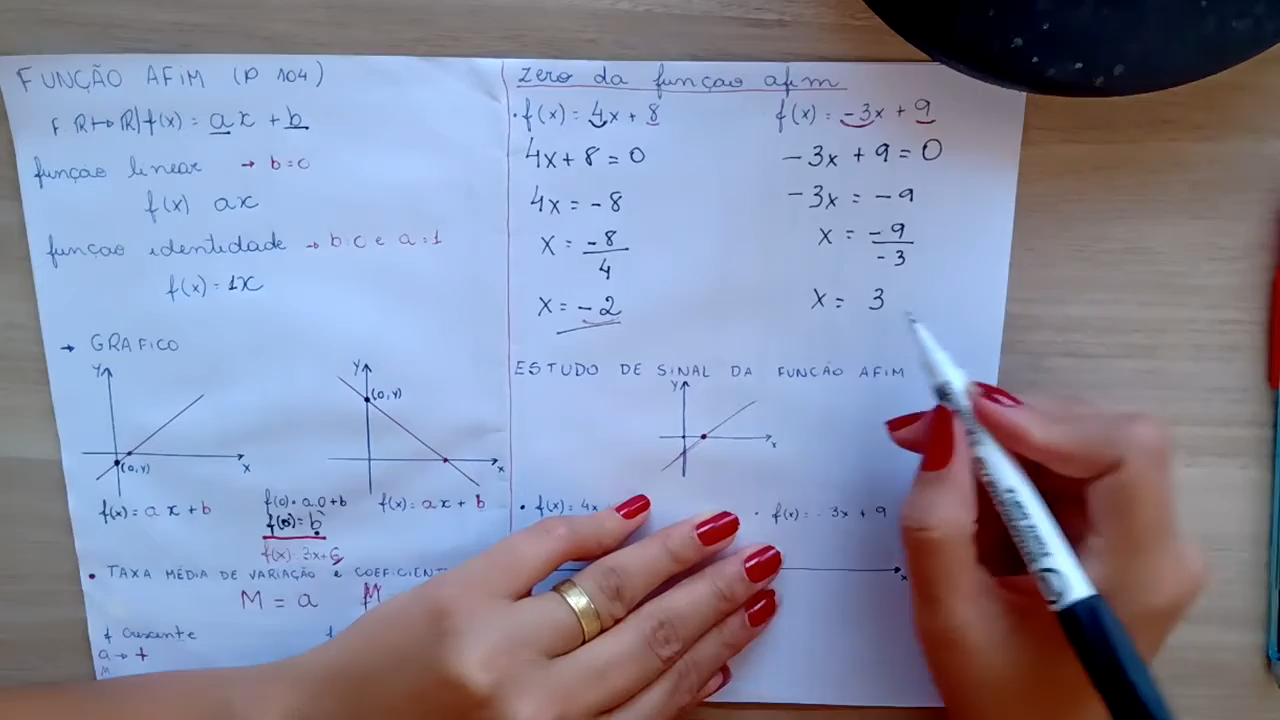 FUNÇÃO AFIM (P 104)
f R↦R|f(x) = ax + b
função linear → b=0
f(x) ax
função identidade → b:0 e a:1
f(x)= 1x
→ GRAFICO
Y
(0,Y)
X
Y
(0,Y)
X
f(x)= ax+b
f(0)= a.0+b
f(0)= b
f(x)= 3x+6
f(x)= ax + b
• TAXA MÉDIA DE VARIAÇÃO e COEFICIENT
M = a
f Crescente
a → +
M
zero da função afim
• f(x) = 4x + 8
4x+8 = 0
4x = -8
x = -8
4
x = -2
f(x) = -3x + 9
-3x + 9 = 0
-3x = -9
x = -9
-3
x = 3
ESTUDO DE SINAL DA FUNÇÃO AFIM
Y
X
• f(x)= 4x
• f(x)= -3x + 9
x